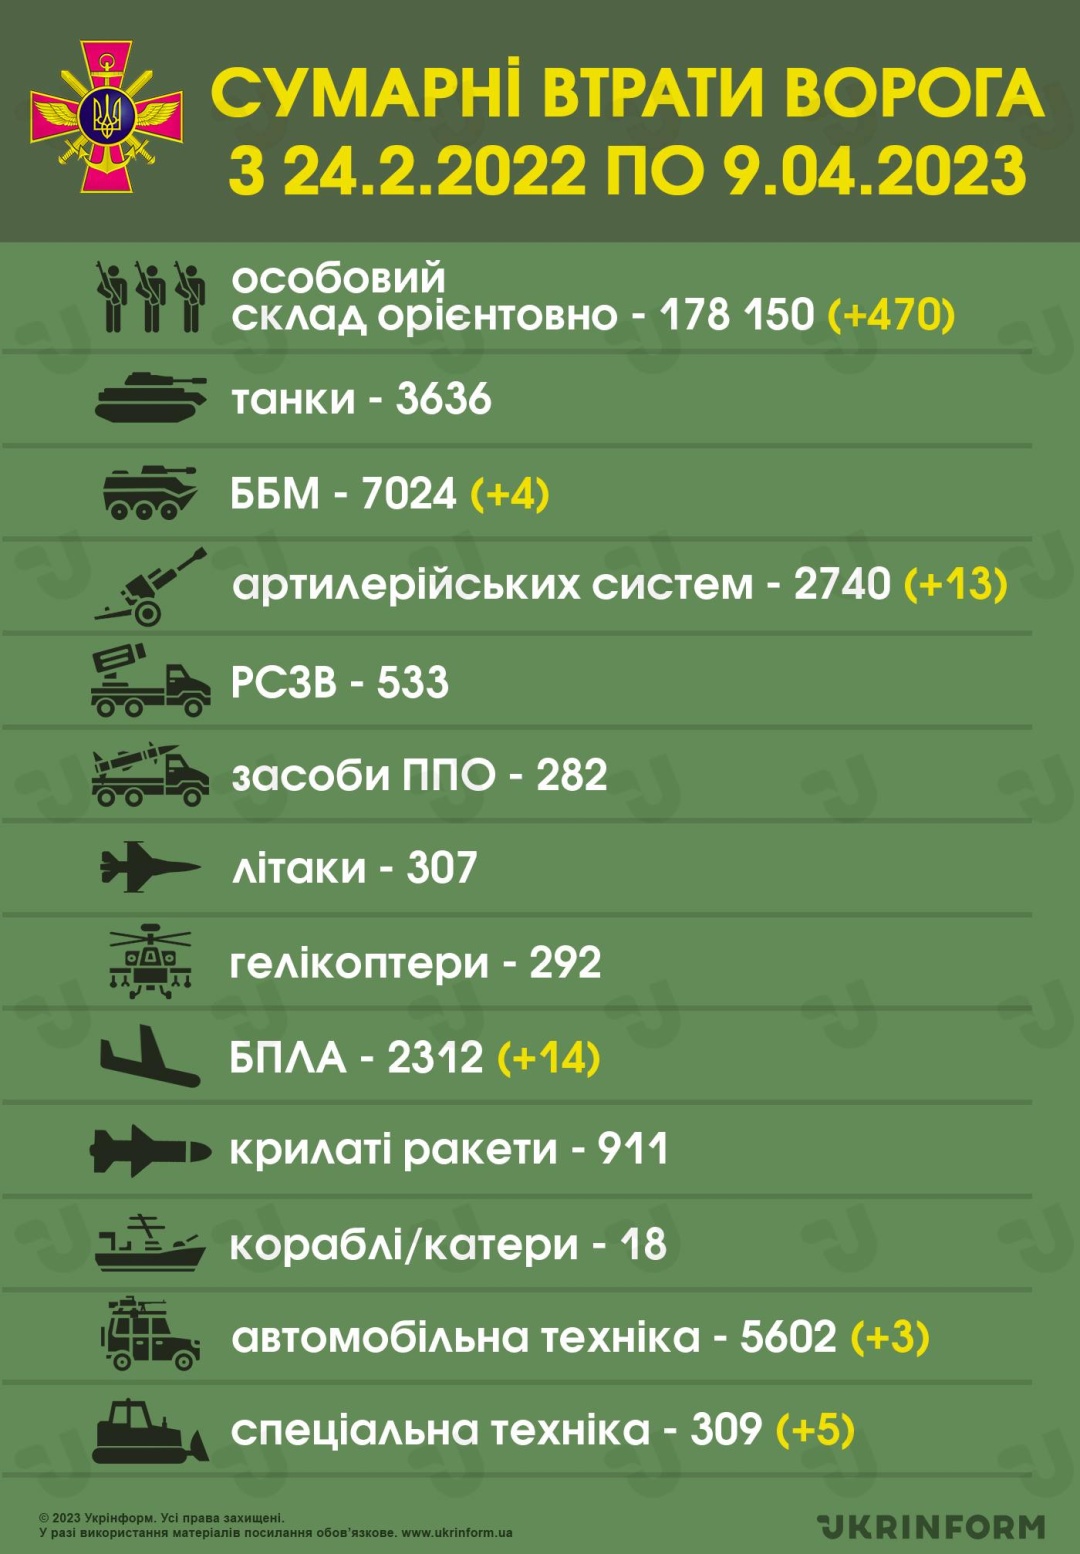 СУМАРНІ ВТРАТИ ВОРОГА
З 24.2.2022 ПО 9.04.2023
особовий
склад орієнтовно - 178 150 (+470)
танки - 3636
ББМ - 7024 (+4)
артилерійських систем - 2740 (+13)
РСЗВ - 533
засоби ППО - 282
літаки - 307
гелікоптери - 292
БПЛА - 2312 (+14)
крилаті ракети - 911
кораблі/катери - 18
автомобільна техніка - 5602 (+3)
спеціальна техніка - 309 (+5)
© 2023 Укрінформ. Усі права захищені.
У разі використання матеріалів посилання обов’язкове. www.ukrinform.ua
UKRINFORM